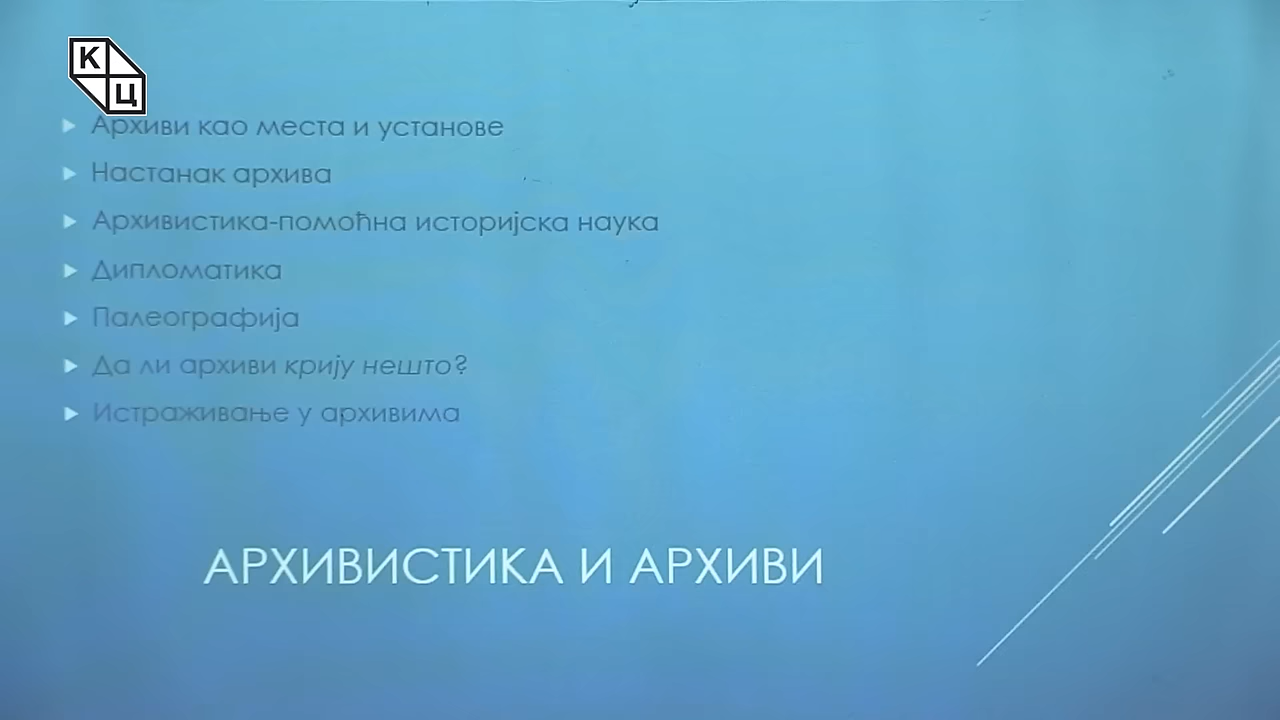 К
Ц
Архиви као места и установе
Настанак архива
Архивистика-помоћна историјска наука
Дипломатика
Палеографија
Да ли архиви крију нешто?
Истраживање у архивима
АРХИВИСТИКА И АРХИВИ